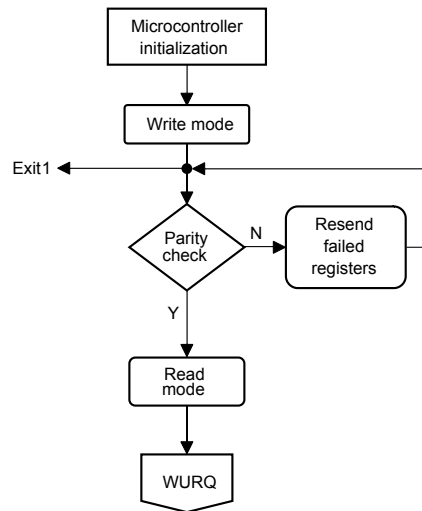 Microcontroller
initialization
Write mode
Exit1
Parity
check
N
Resend
failed
registers
Y
Read
mode
WURQ